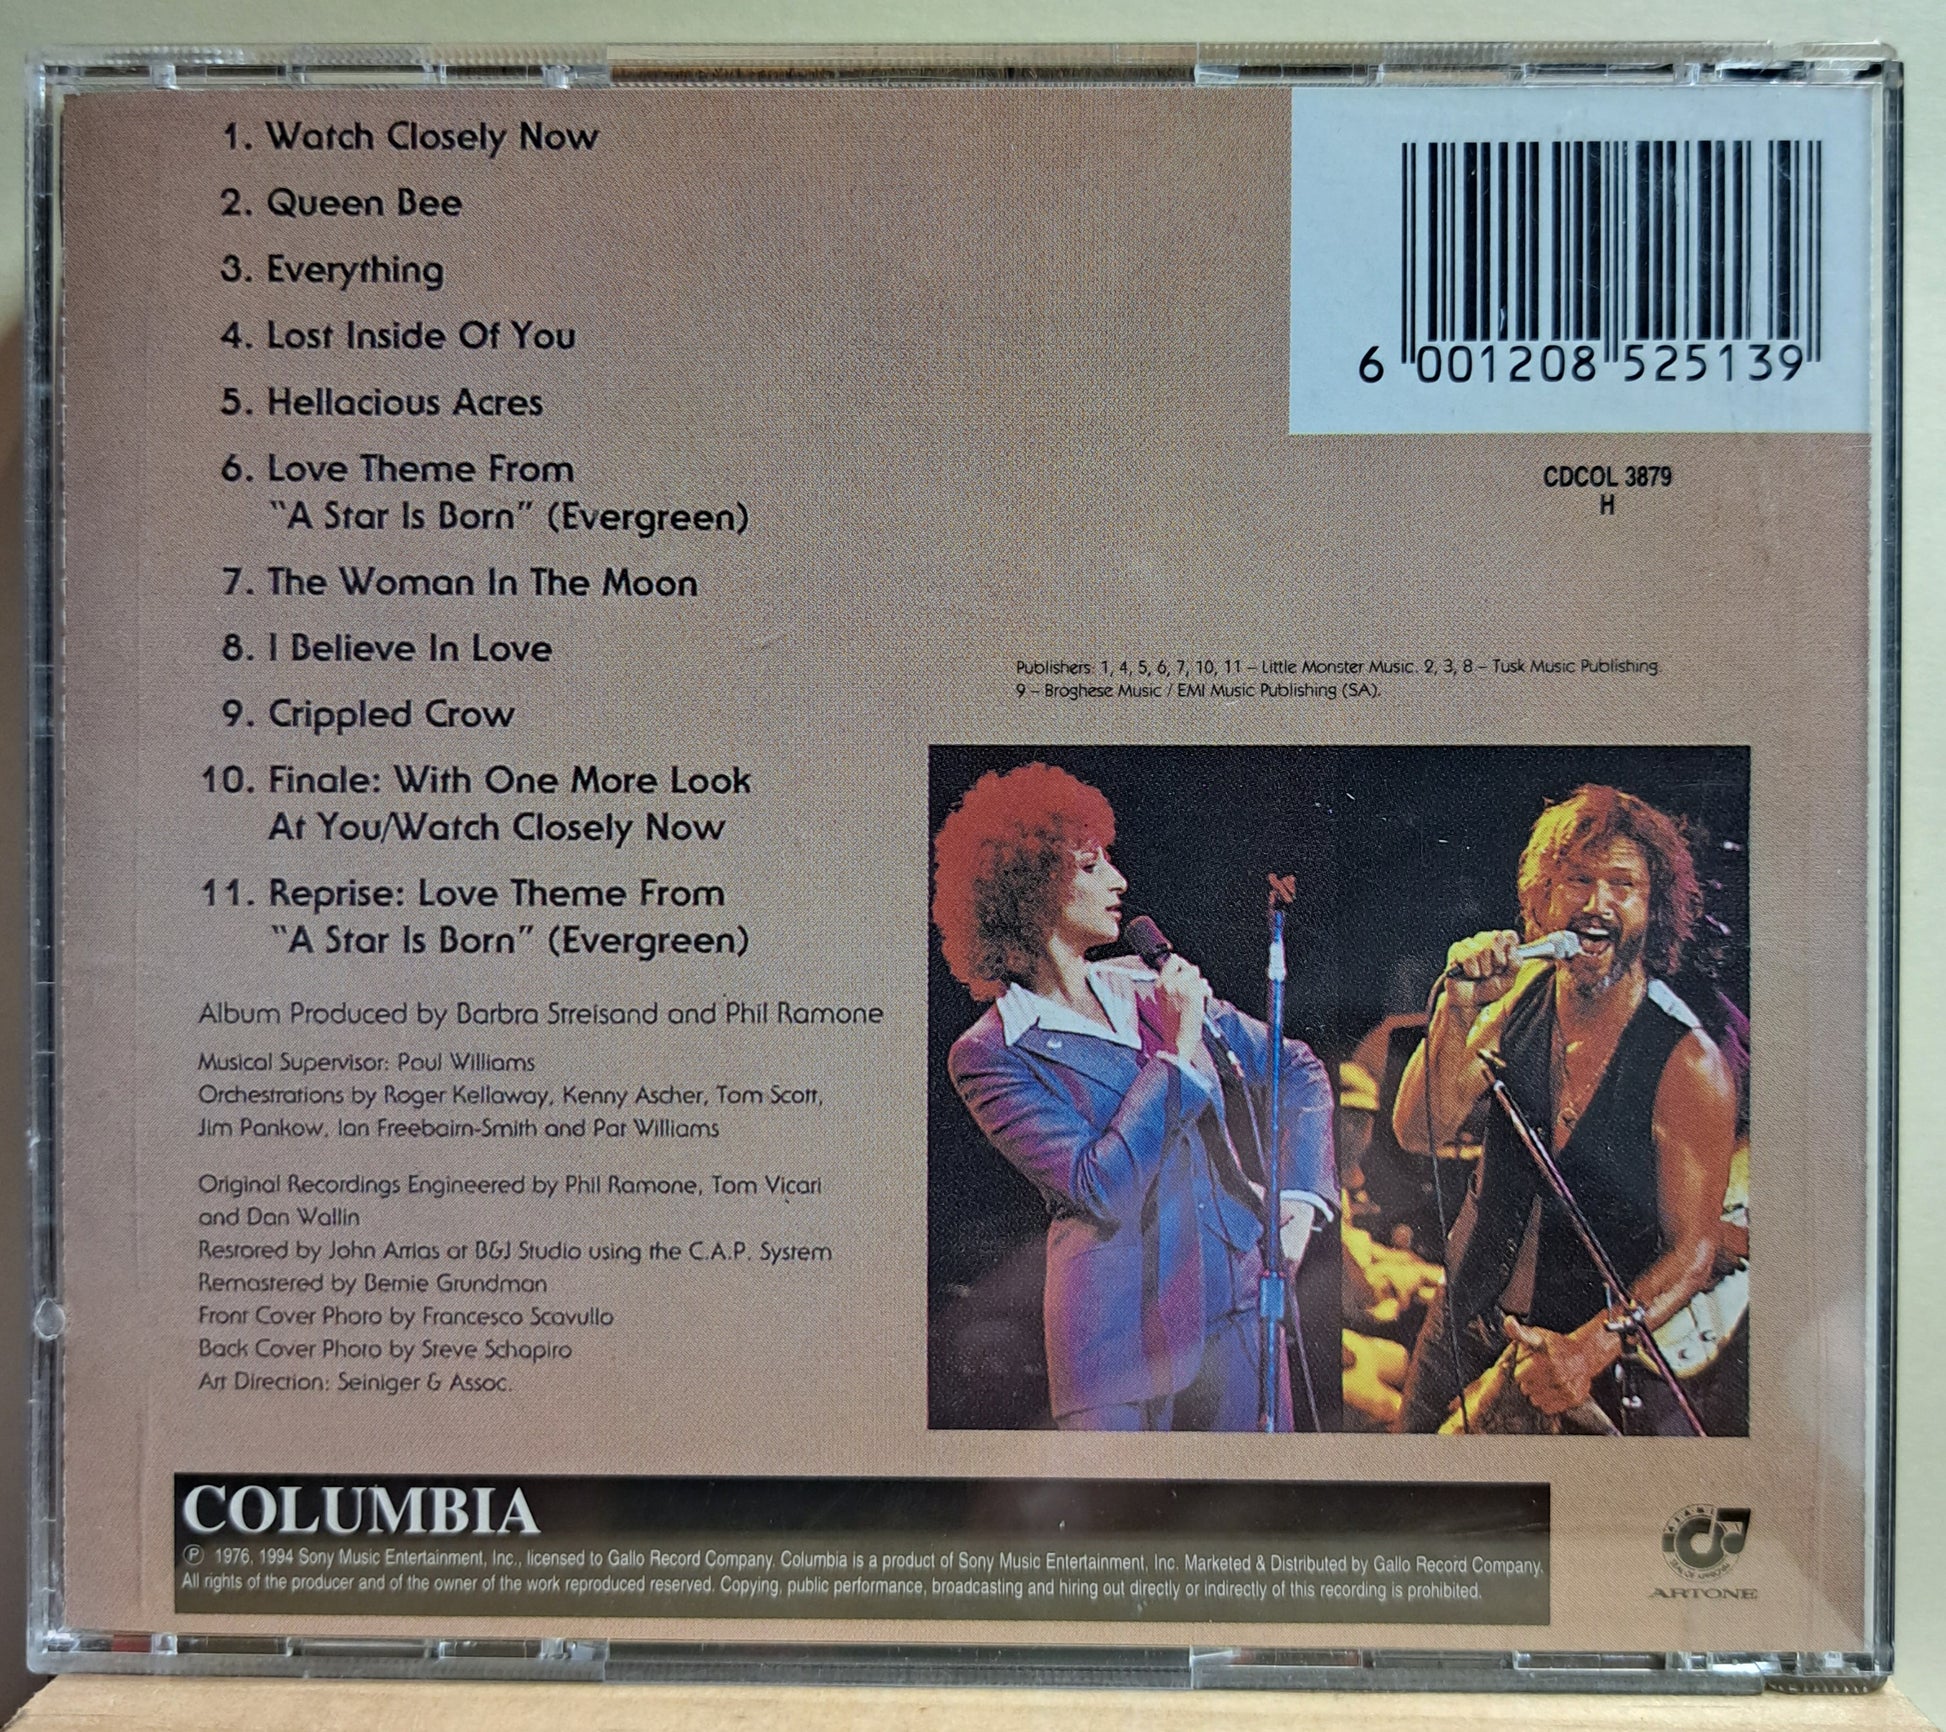 1. Watch Closely Now
2. Queen Bee
3. Everything
4. Lost Inside Of You
5. Hellacious Acres
6. Love Theme From
"A Star Is Born" (Evergreen)
7. The Woman In The Moon
8. I Believe In Love
9. Crippled Crow
10. Finale: With One More Look
At You/Watch Closely Now
11. Reprise: Love Theme From
"A Star Is Born" (Evergreen)
Album Produced by Barbra Streisand and Phil Ramone
Musical Supervisor: Paul Williams
Orchestrations by Roger Kellaway, Kenny Ascher, Tom Scott,
Jim Pankow, Ian Freebairn-Smith and Pat Williams
Original Recordings Engineered by Phil Ramone, Tom Vicari
and Dan Wallin
Restored by John Arrias at B&J Studio using the C.A.P. System
Remastered by Bernie Grundman
Front Cover Photo by Francesco Scavullo
Back Cover Photo by Steve Schapiro
Art Direction: Seiniger & Assoc.
6 001208 525139
CDCOL 3879
H
Publishers: 1, 4, 5, 6, 7, 10, 11 – Little Monster Music. 2, 3, 8 – Tusk Music Publishing.
9 – Broghese Music / EMI Music Publishing (SA).
COLUMBIA
℗ 1976, 1994 Sony Music Entertainment, Inc., licensed to Gallo Record Company. Columbia is a product of Sony Music Entertainment, Inc. Marketed & Distributed by Gallo Record Company.
All rights of the producer and of the owner of the work reproduced reserved. Copying, public performance, broadcasting and hiring out directly or indirectly of this recording is prohibited.
ARTONE